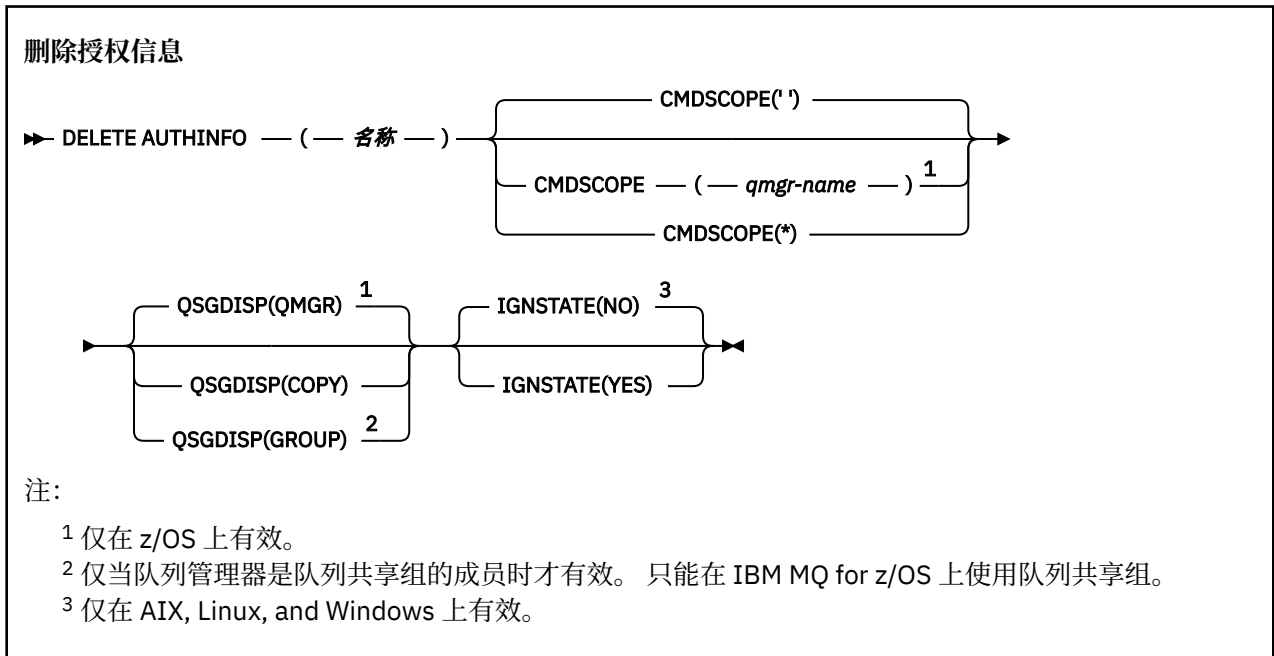 删除授权信息
CMDSCOPE(' ')
DELETE AUTHINFO ( 名称 )
CMDSCOPE ( qmgr-name ) 1
CMDSCOPE(*)
QSGDISP(QMGR) 1 IGNSTATE(NO) 3
QSGDISP(COPY) IGNSTATE(YES)
QSGDISP(GROUP) 2
注：
1 仅在 z/OS 上有效。
2 仅当队列管理器是队列共享组的成员时才有效。 只能在 IBM MQ for z/OS 上使用队列共享组。
3 仅在 AIX, Linux, and Windows 上有效。